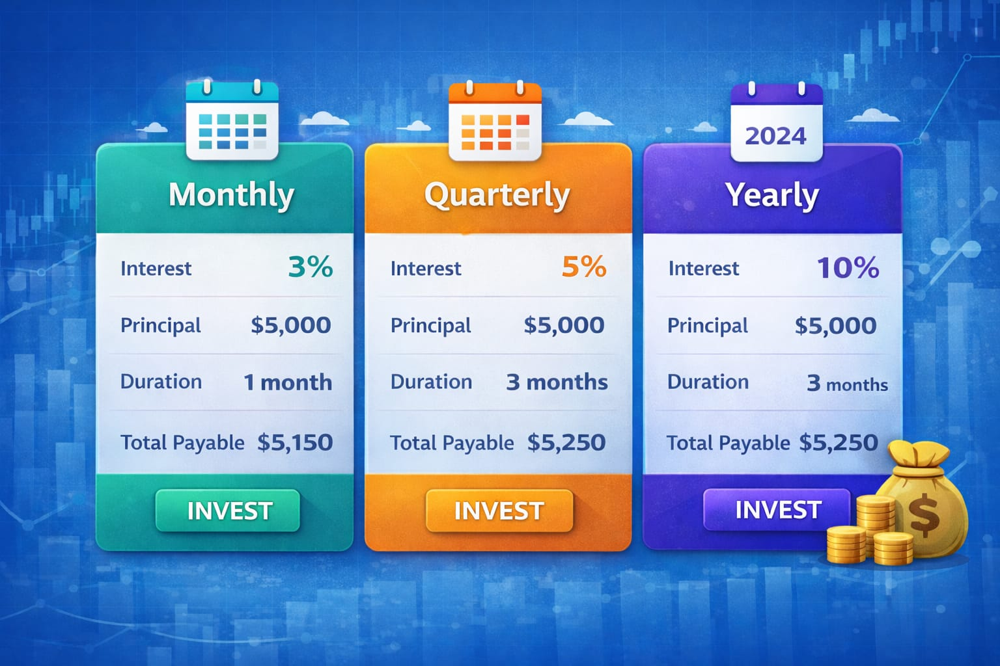 2024
Monthly
Interest 3%
Principal $5,000
Duration 1 month
Total Payable $5,150
INVEST
Quarterly
Interest 5%
Principal $5,000
Duration 3 months
Total Payable $5,250
INVEST
Yearly
Interest 10%
Principal $5,000
Duration 3 months
Total Payable $5,250
INVEST
$